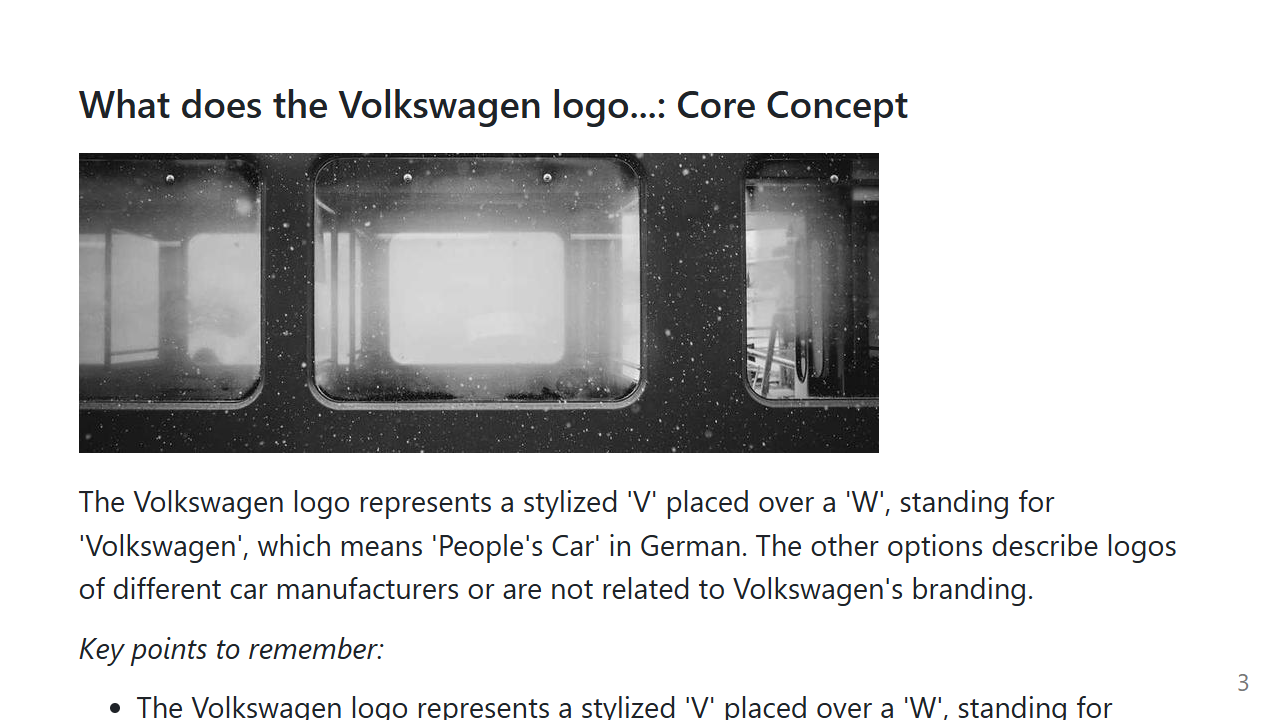 What does the Volkswagen logo...: Core Concept
The Volkswagen logo represents a stylized 'V' placed over a 'W', standing for
'Volkswagen', which means 'People's Car' in German. The other options describe logos
of different car manufacturers or are not related to Volkswagen's branding.
Key points to remember:
• The Volkswagen logo represents a stylized 'V' placed over a 'W', standing for
3